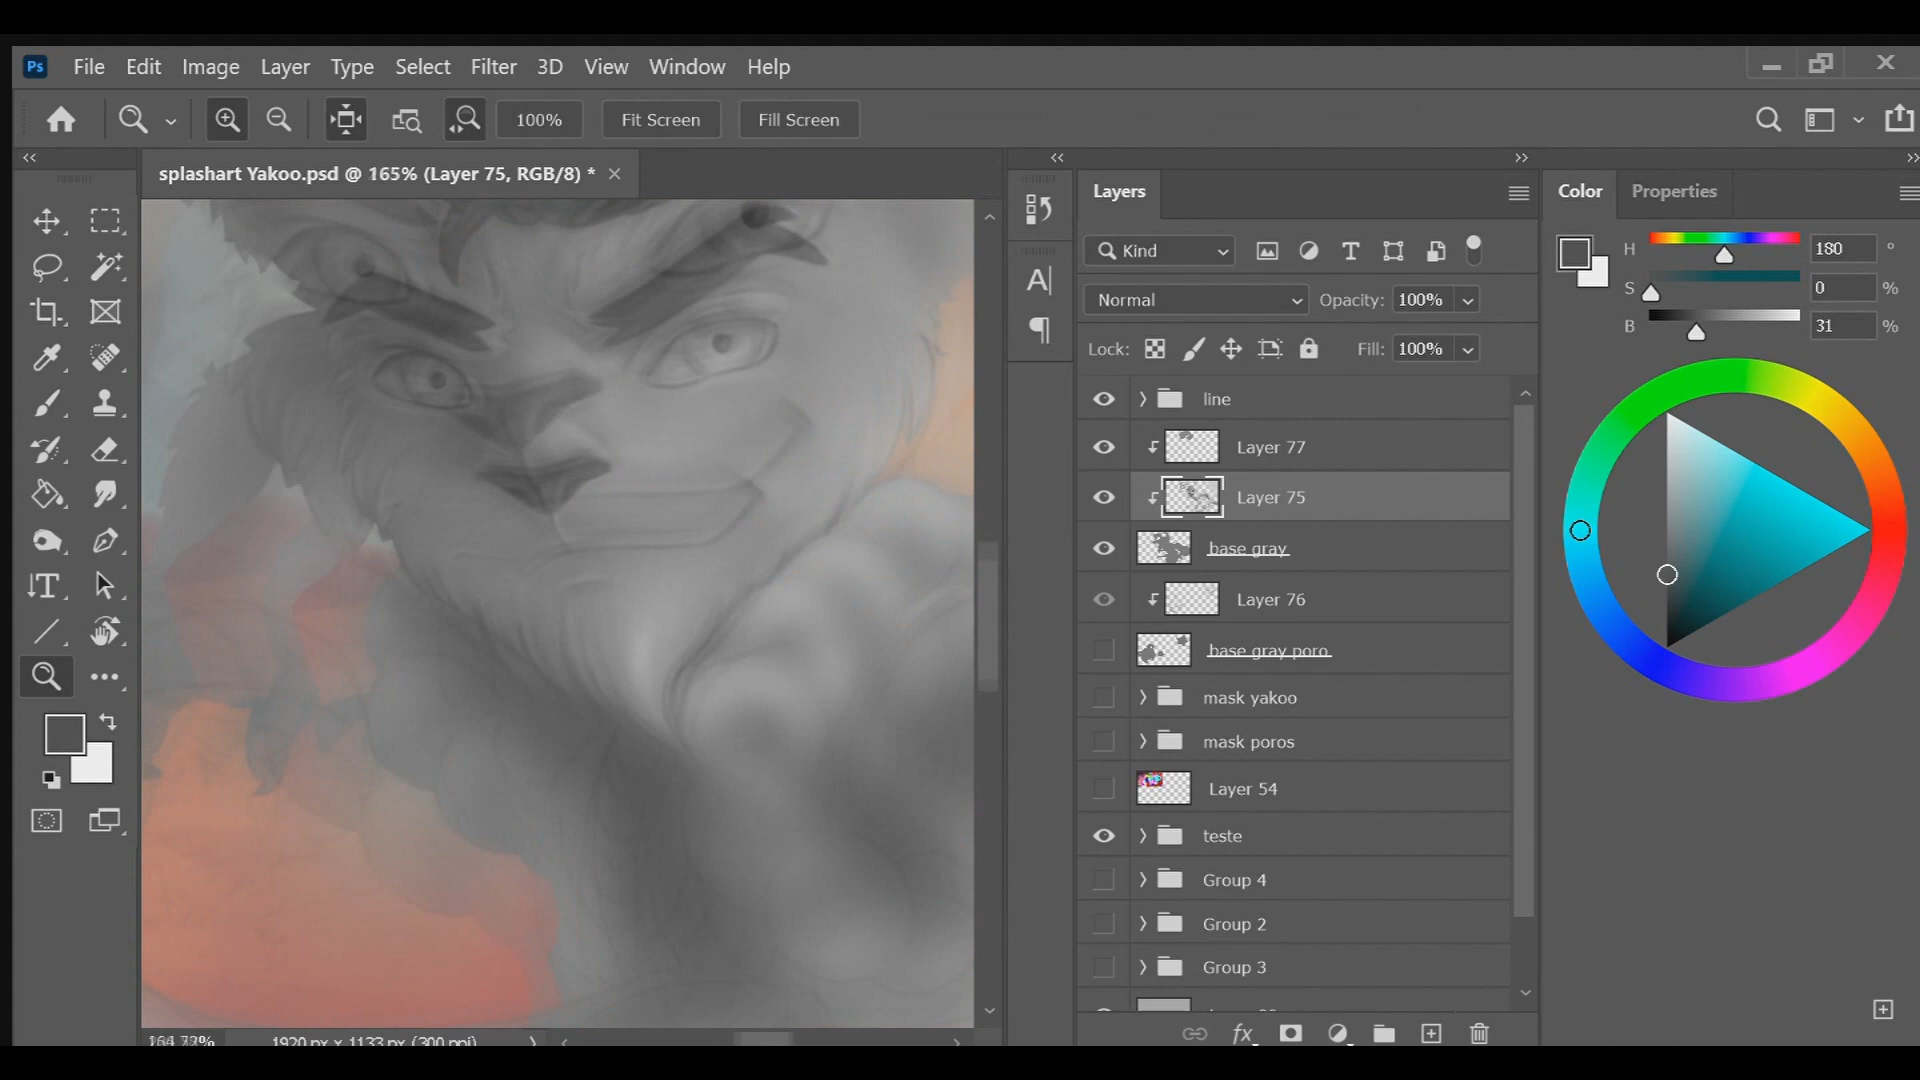 Ps File Edit Image Layer Type Select Filter 3D View Window Help
100% Fit Screen Fill Screen
splashart Yakoo.psd @ 165% (Layer 75, RGB/8) *
Layers
Color Properties
Kind
H 180 °
S 0 %
B 31 %
Normal Opacity: 100%
Lock: Fill: 100%
line
Layer 77
Layer 75
base gray
Layer 76
base gray poro
mask yakoo
mask poros
Layer 54
teste
Group 4
Group 2
Group 3
1920 px x 1133 px (300 ppi)
fx